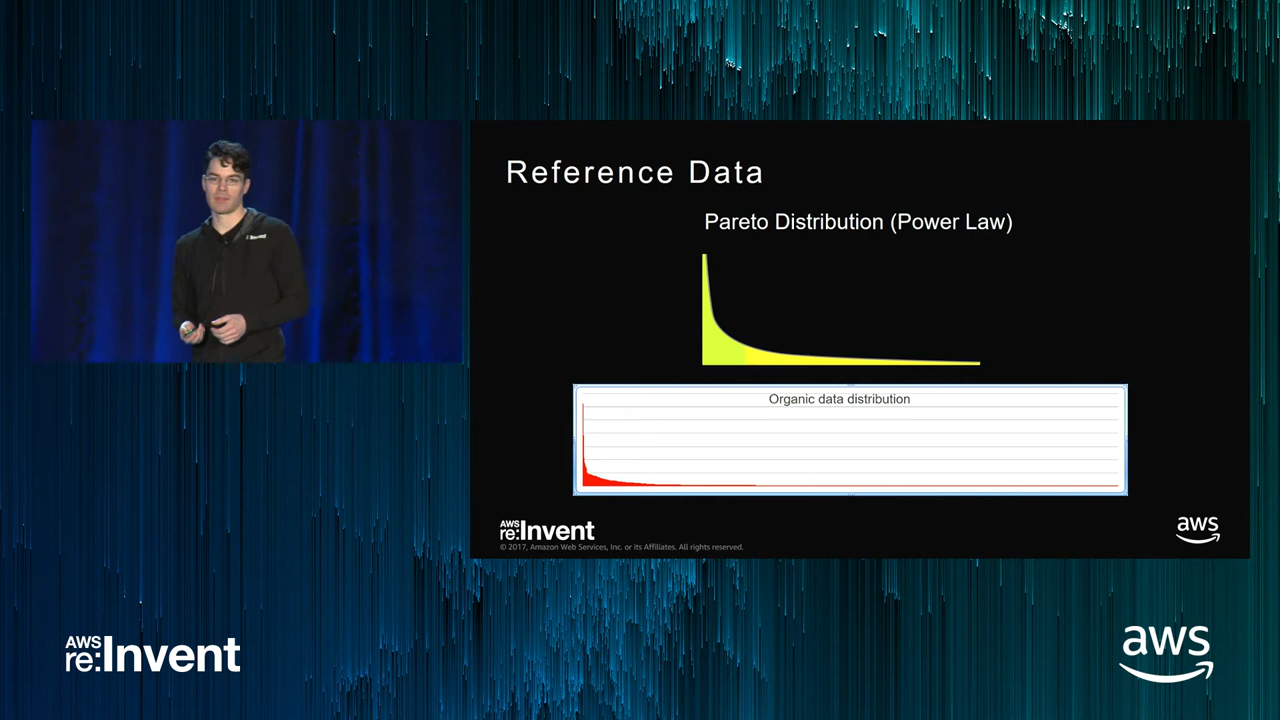 Reference Data
Pareto Distribution (Power Law)
Organic data distribution
AWS
re:Invent
© 2017, Amazon Web Services, Inc. or its Affiliates. All rights reserved.
aws
AWS
re:Invent
aws